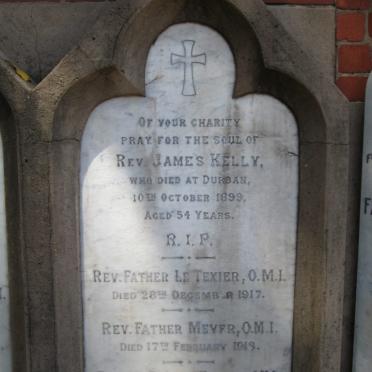 OF YOUR CHARITY
PRAY FOR THE SOUL OF
REV. JAMES KELLY,
WHO DIED AT DURBAN,
10TH OCTOBER 1899,
AGED 54 YEARS.
R. I. P.
REV. FATHER LE TEXIER, O.M.I.
DIED 28TH DECEMBER 1917.
REV. FATHER MEYER, O.M.I.
DIED 17TH FEBRUARY 1919.